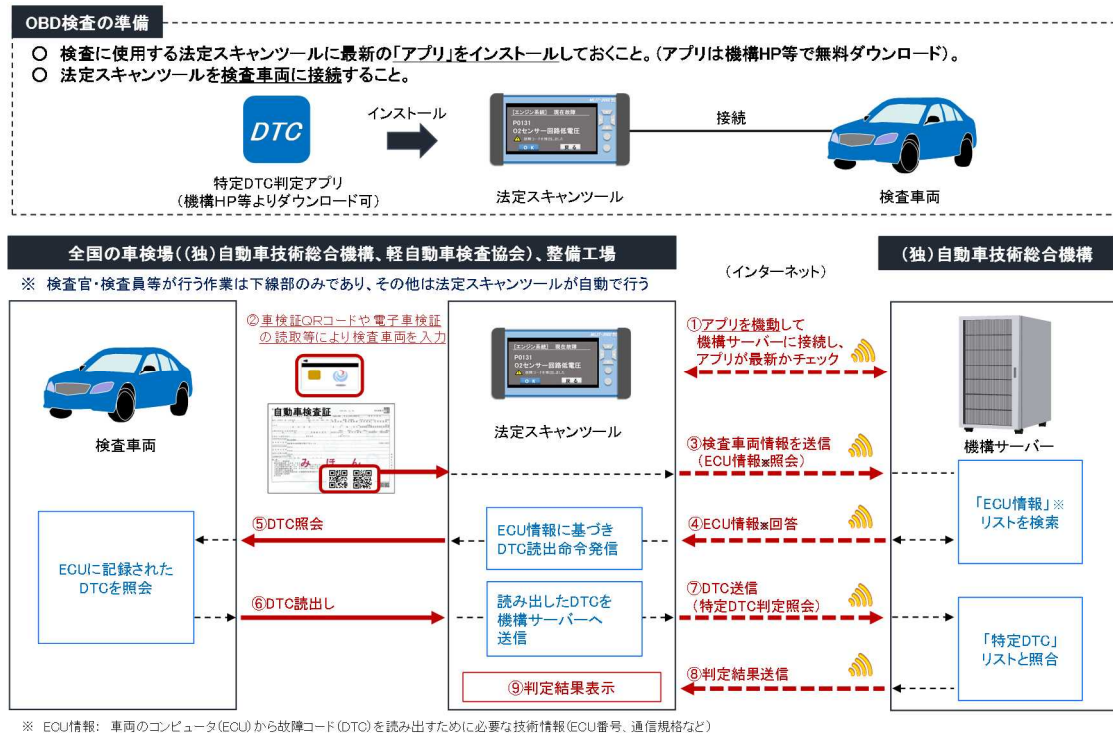 OBD検査の準備
○ 検査に使用する法定スキャンツールに最新の「アプリ」をインストールしておくこと。(アプリは機構HP等で無料ダウンロード)。
○ 法定スキャンツールを検査車両に接続すること。
DTC
インストール
[エンジン系統] 現在故障
P0131
O2センサー回路低電圧
OK
戻る
接続
特定DTC判定アプリ
(機構HP等よりダウンロード可)
法定スキャンツール
検査車両
全国の車検場((独)自動車技術総合機構、軽自動車検査協会)、整備工場
(インターネット)
(独)自動車技術総合機構
※ 検査官・検査員等が行う作業は下線部のみであり、その他は法定スキャンツールが自動で行う
検査車両
②車検証QRコードや電子車検証
の読取等により検査車両を入力
自動車検査証
みほん
[エンジン系統] 現在故障
P0131
O2センサー回路低電圧
OK
戻る
法定スキャンツール
①アプリを機動して
機構サーバーに接続し、
アプリが最新かチェック
機構サーバー
③検査車両情報を送信
(ECU情報※照会)
「ECU情報」※
リストを検索
④ECU情報※回答
ECU情報に基づき
DTC読出命令発信
⑤DTC照会
ECUに記録された
DTCを照会
⑥DTC読出し
読み出したDTCを
機構サーバーへ
送信
⑦DTC送信
(特定DTC判定照会)
「特定DTC」
リストと照合
⑧判定結果送信
⑨判定結果表示
※ ECU情報: 車両のコンピュータ(ECU)から故障コード(DTC)を読み出すために必要な技術情報(ECU番号、通信規格など)